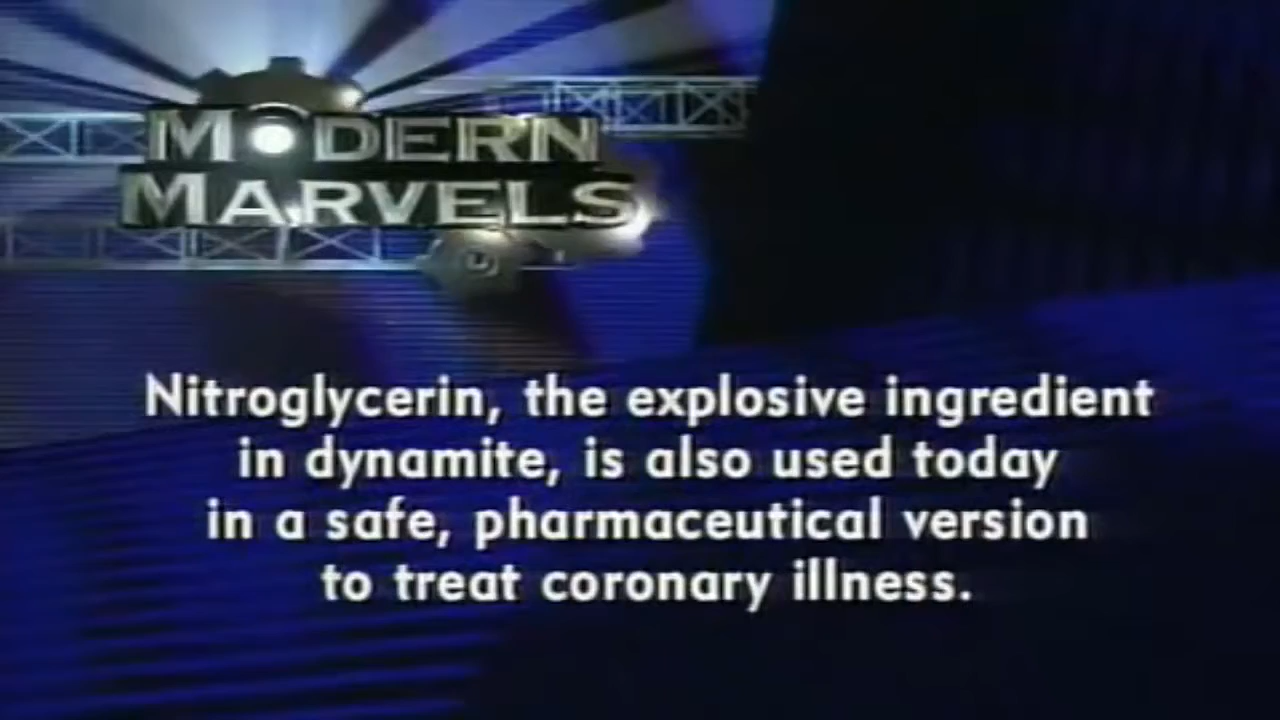 MODERN
MARVELS
Nitroglycerin, the explosive ingredient
in dynamite, is also used today
in a safe, pharmaceutical version
to treat coronary illness.